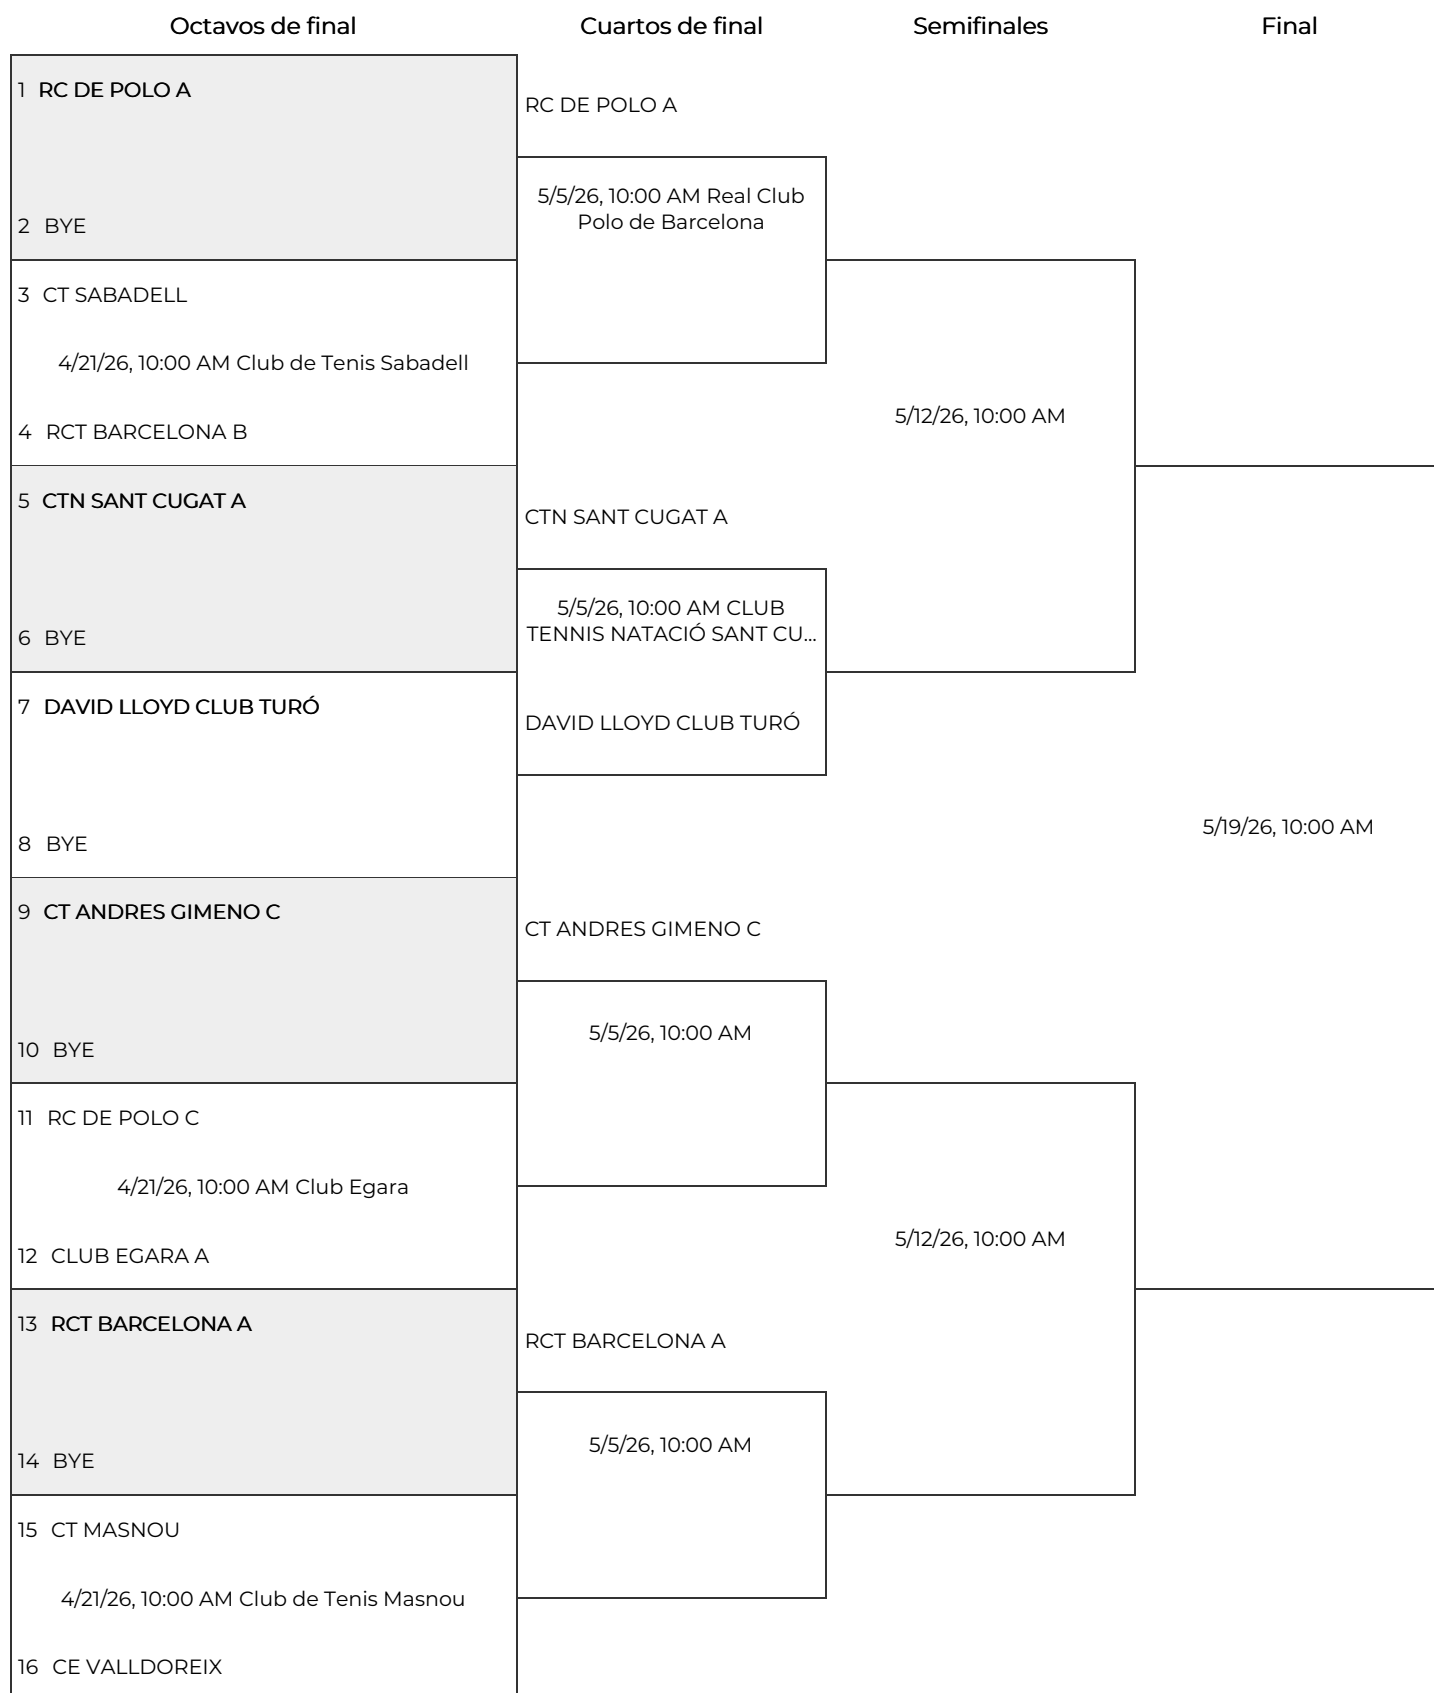 Octavos de final
Cuartos de final
Semifinales
Final
1 RC DE POLO A
2 BYE
3 CT SABADELL
4/21/26, 10:00 AM Club de Tenis Sabadell
4 RCT BARCELONA B
5 CTN SANT CUGAT A
6 BYE
7 DAVID LLOYD CLUB TURÓ
8 BYE
9 CT ANDRES GIMENO C
10 BYE
11 RC DE POLO C
4/21/26, 10:00 AM Club Egara
12 CLUB EGARA A
13 RCT BARCELONA A
14 BYE
15 CT MASNOU
4/21/26, 10:00 AM Club de Tenis Masnou
16 CE VALLDOREIX
RC DE POLO A
5/5/26, 10:00 AM Real Club
Polo de Barcelona
CTN SANT CUGAT A
5/5/26, 10:00 AM CLUB
TENNIS NATACIÓ SANT CU...
DAVID LLOYD CLUB TURÓ
CT ANDRES GIMENO C
5/5/26, 10:00 AM
RCT BARCELONA A
5/5/26, 10:00 AM
5/12/26, 10:00 AM
5/12/26, 10:00 AM
5/19/26, 10:00 AM